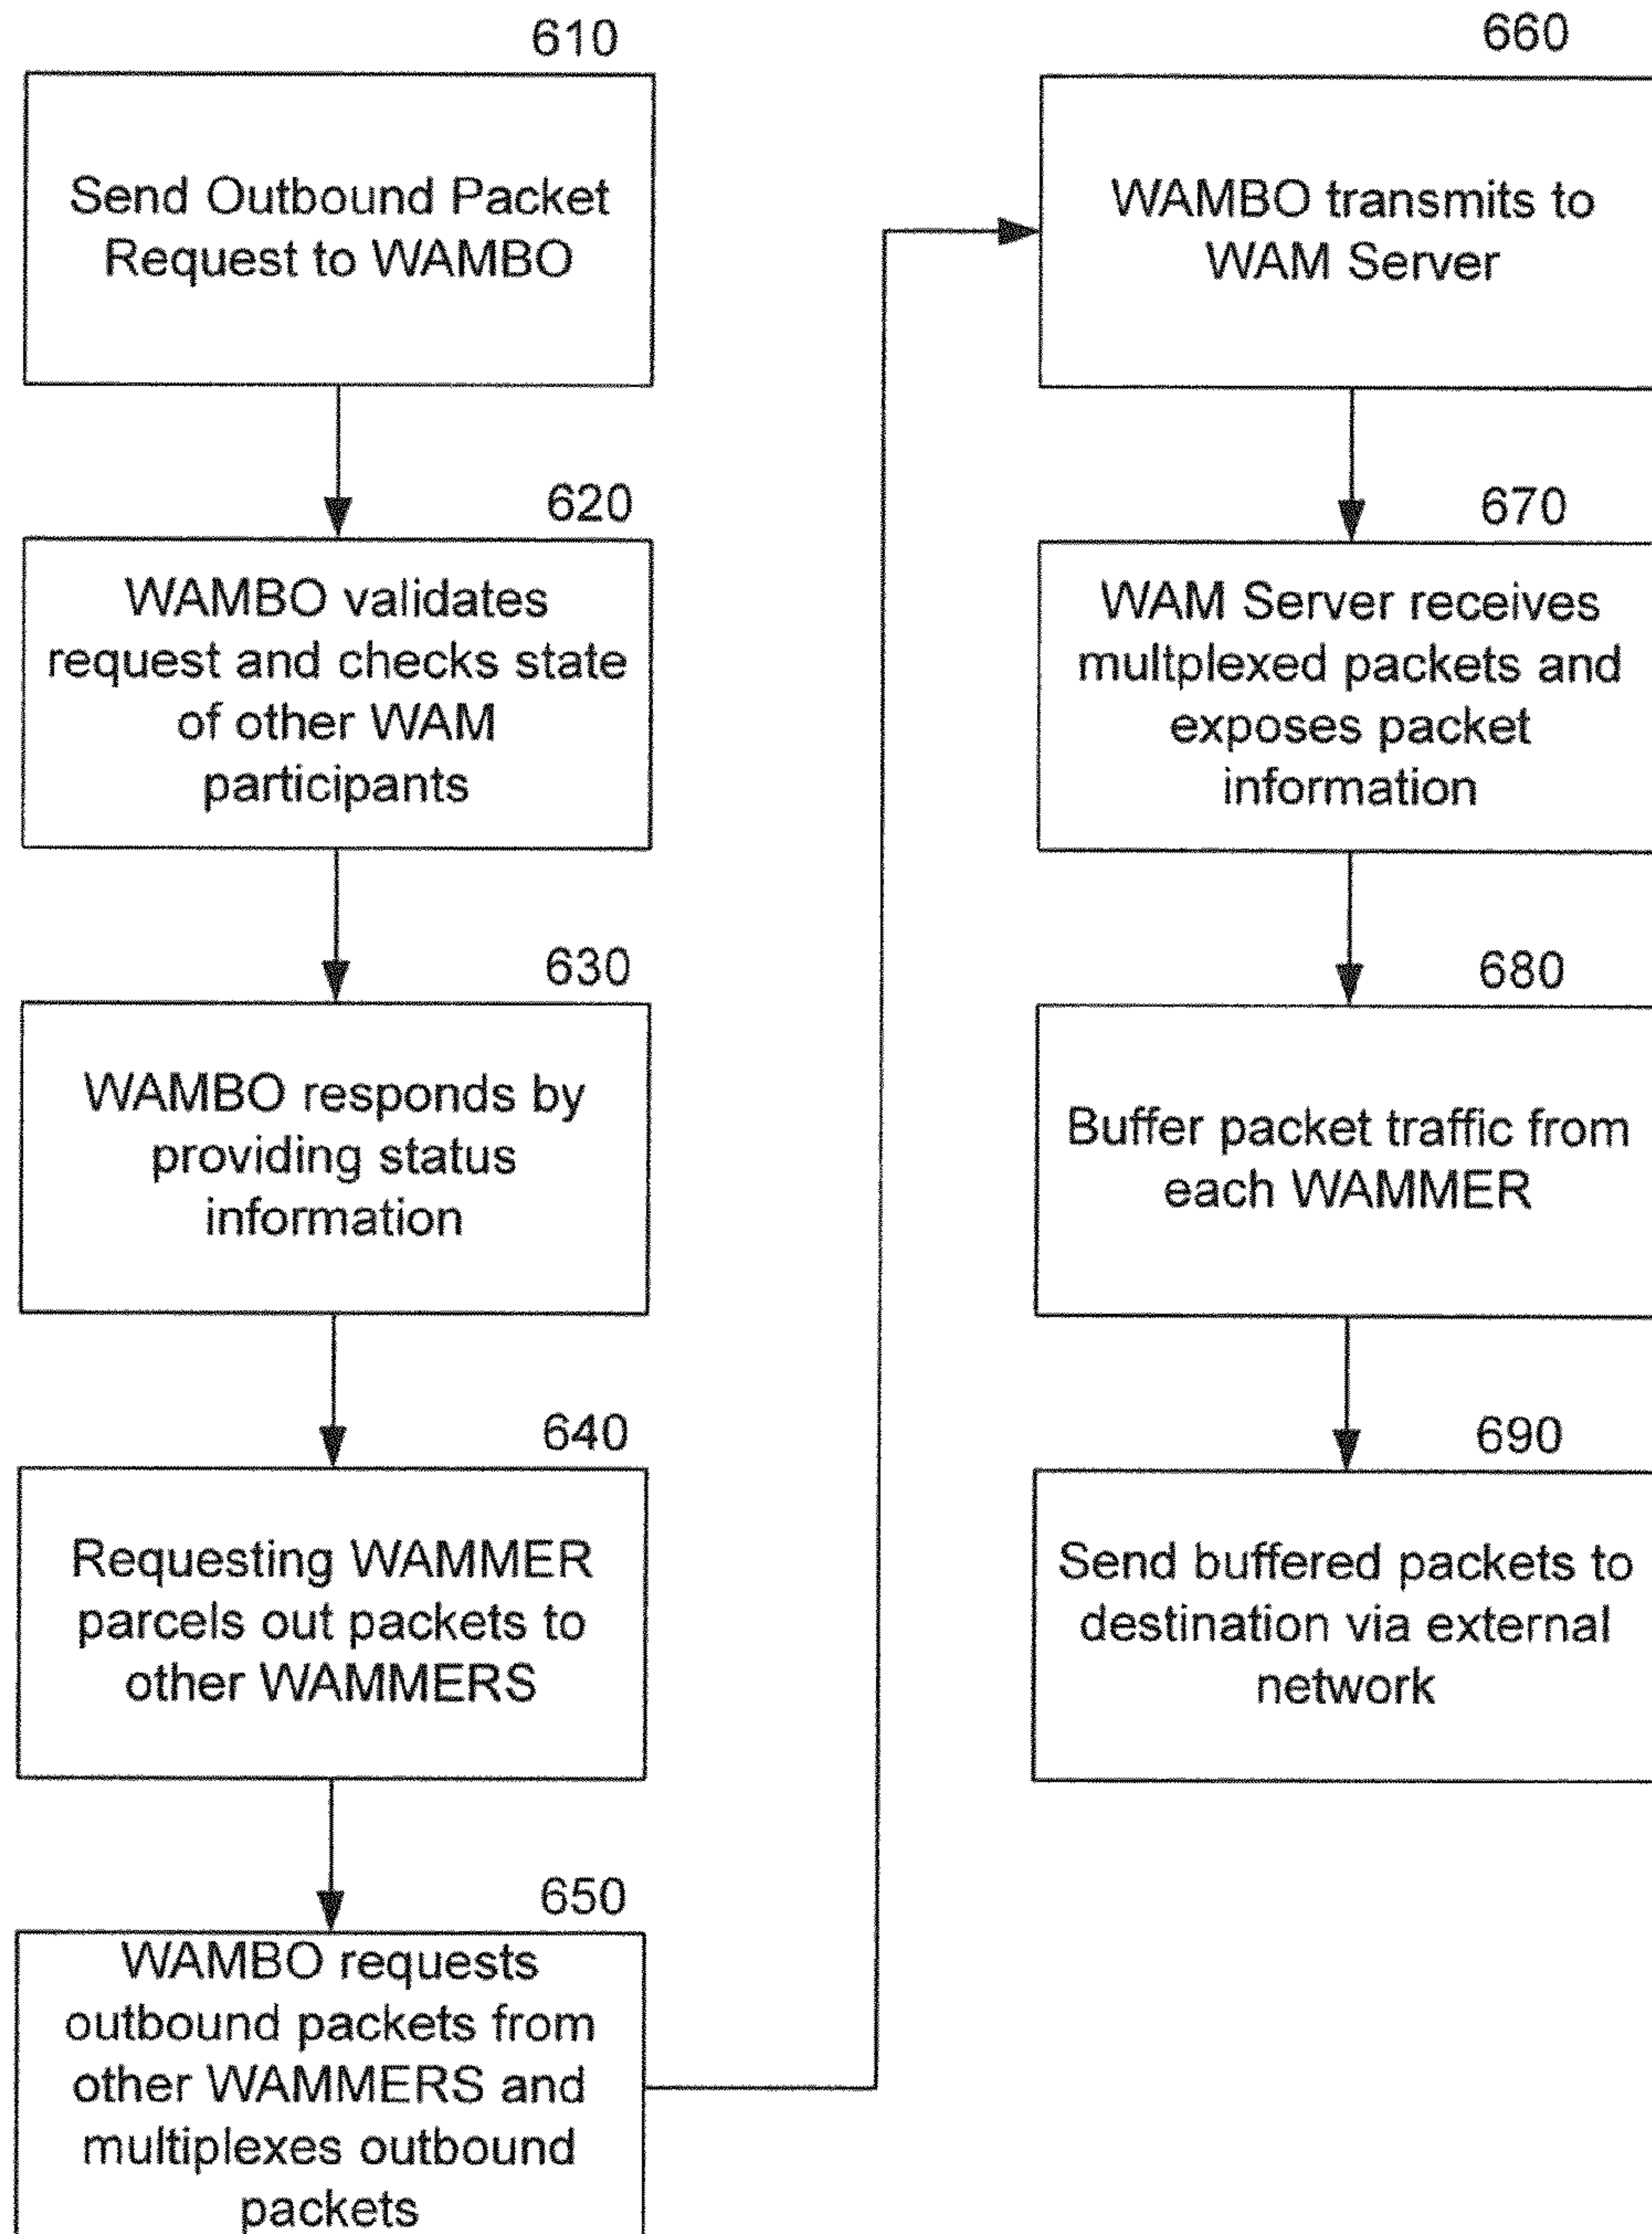 610
Send Outbound Packet
Request to WAMBO
620
WAMBO validates
request and checks state
of other WAM
participants
630
WAMBO responds by
providing status
information
640
Requesting WAMMER
parcels out packets to
other WAMMERS
650
WAMBO requests
outbound packets from
other WAMMERS and
multiplexes outbound
packets
660
WAMBO transmits to
WAM Server
670
WAM Server receives
multplexed packets and
exposes packet
information
680
Buffer packet traffic from
each WAMMER
690
Send buffered packets to
destination via external
network